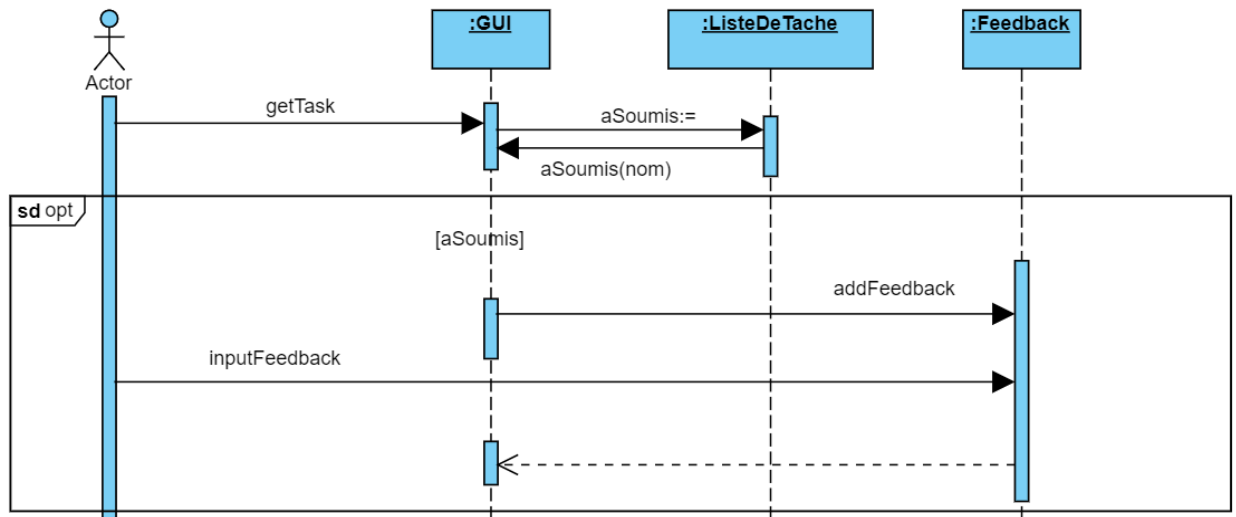 :GUI
:ListeDeTache
:Feedback
Actor
getTask
aSoumis:=
aSoumis(nom)
sd opt
[aSoumis]
addFeedback
inputFeedback